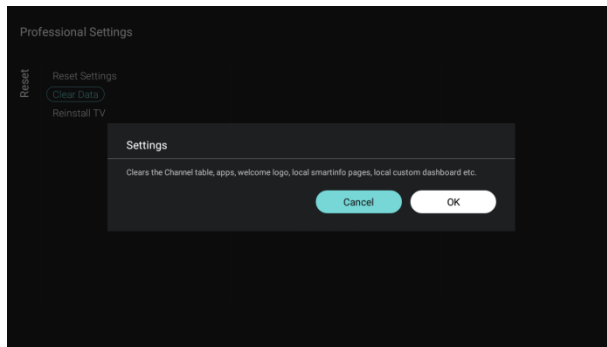 Professional Settings
Reset
Reset Settings
Clear Data
Reinstall TV
Settings
Clears the Channel table, apps, welcome logo, local smartinfo pages, local custom dashboard etc.
Cancel
OK